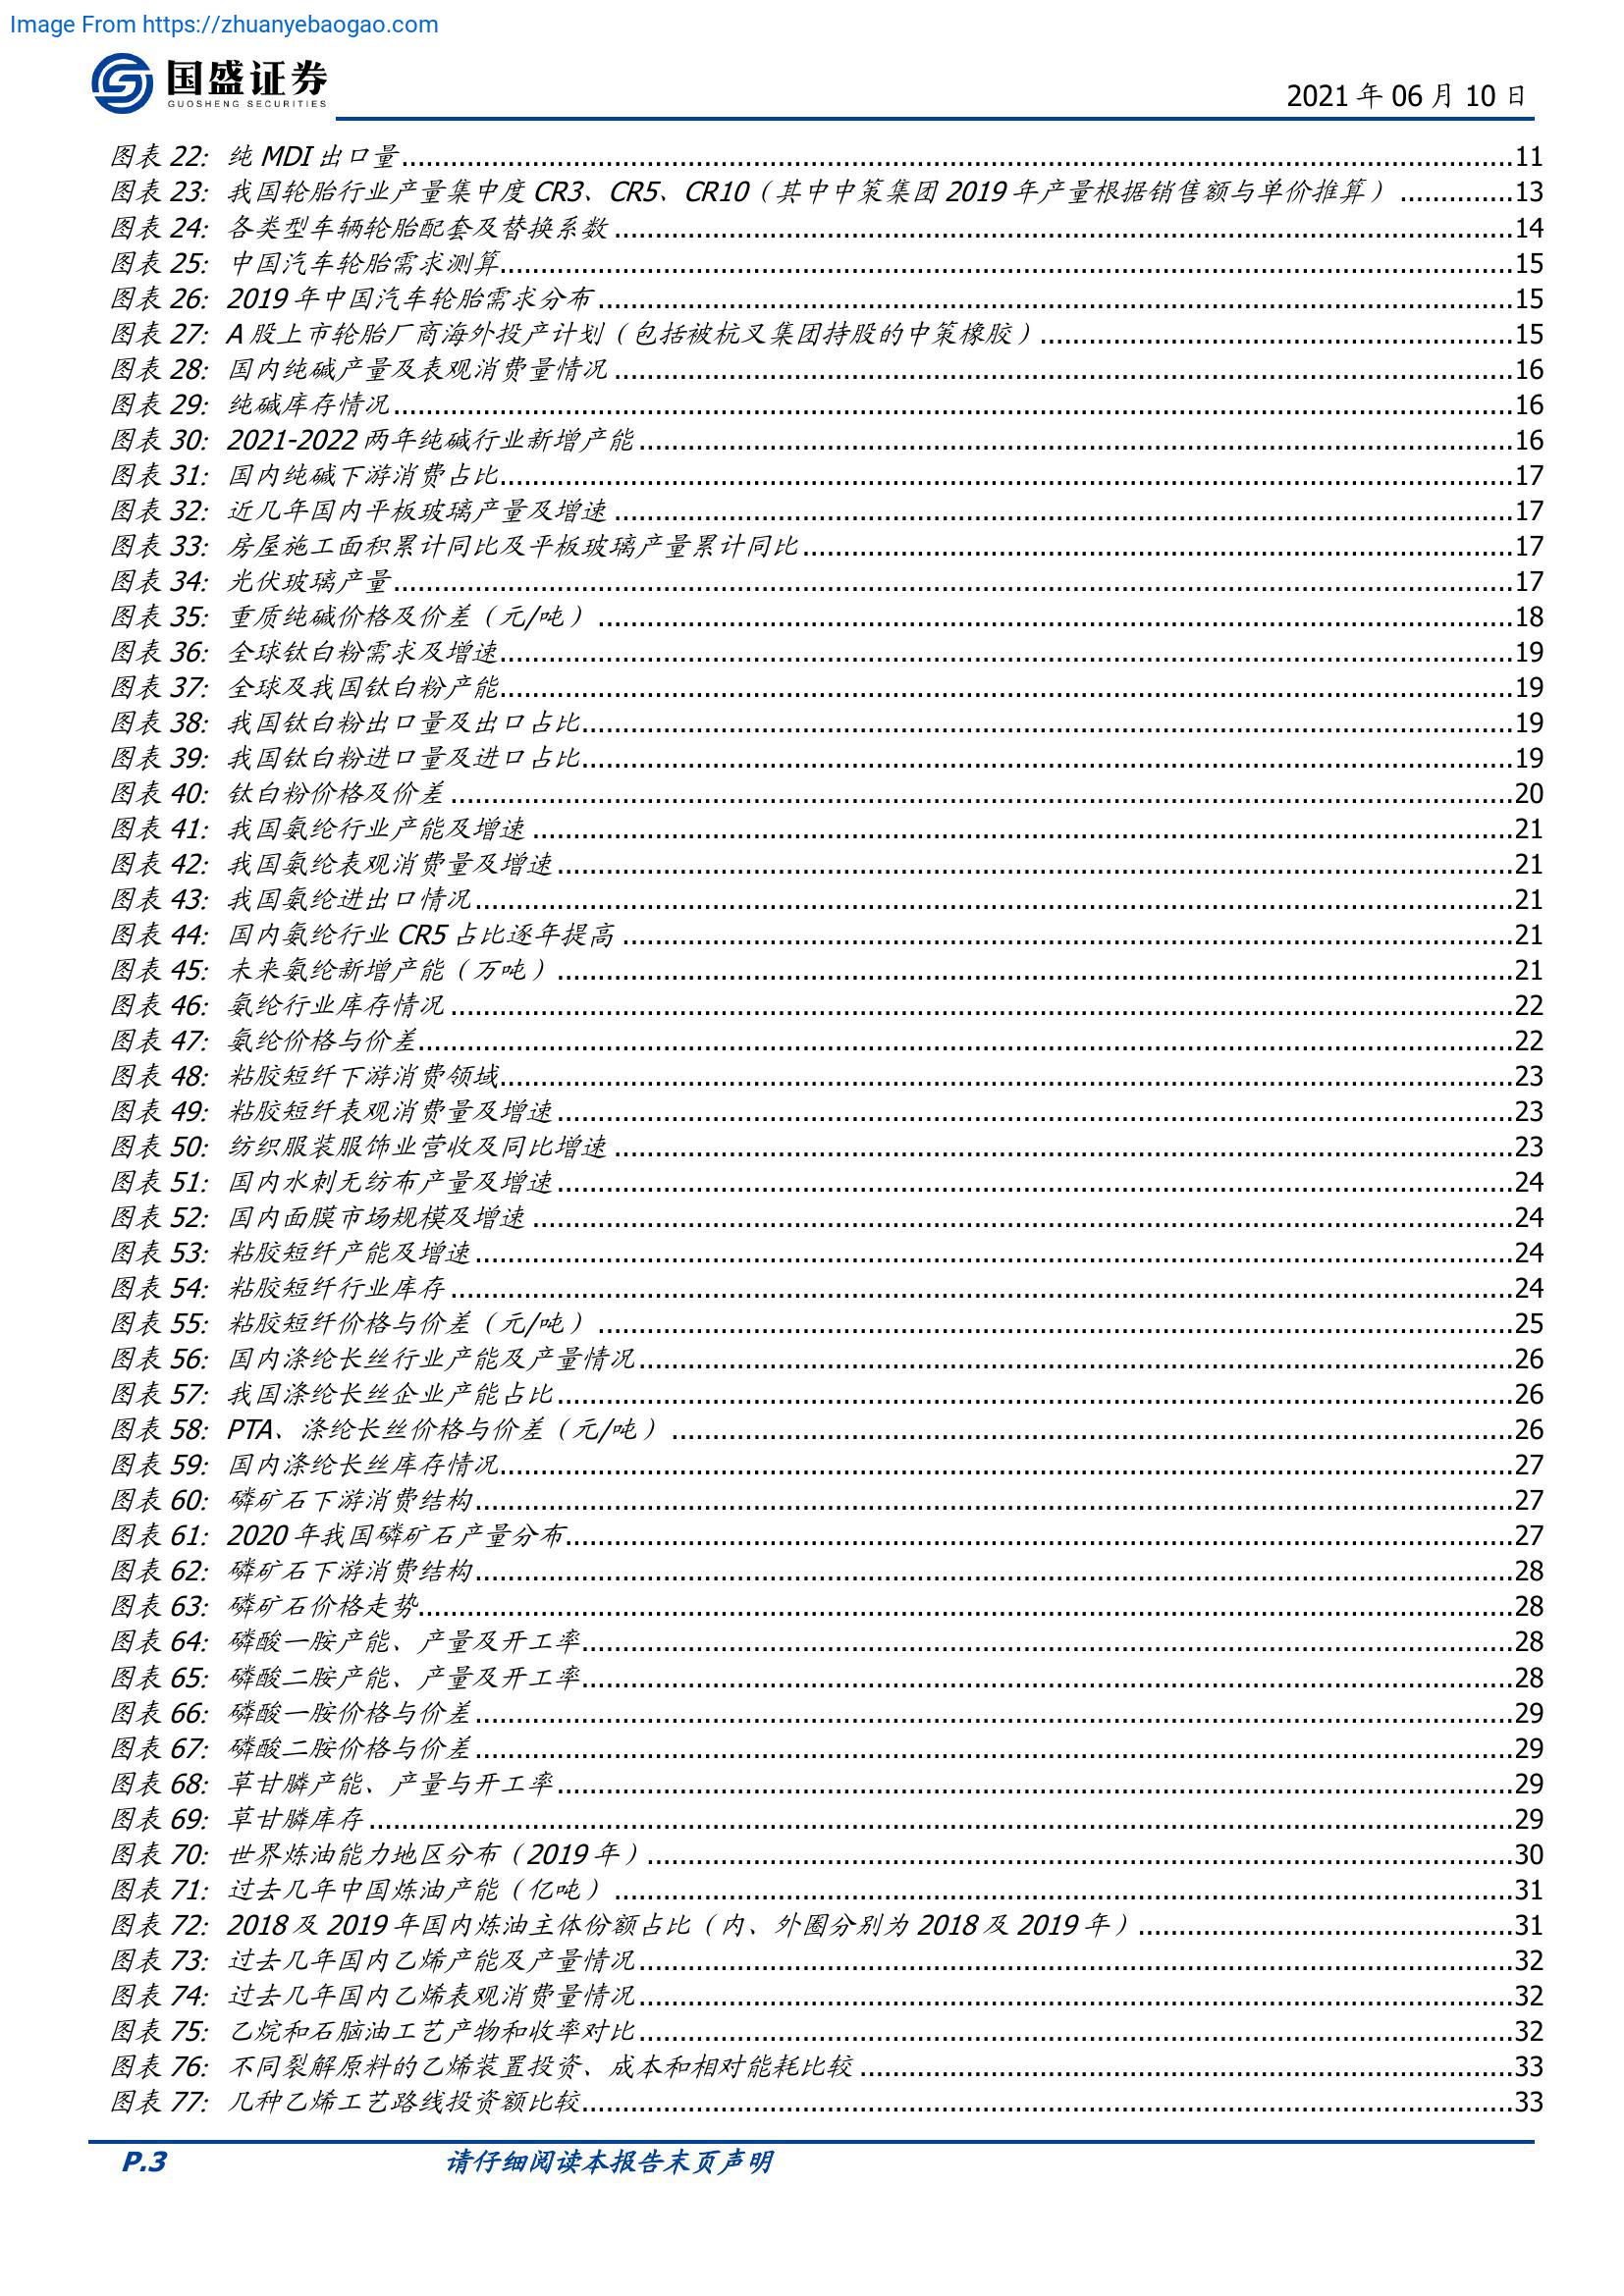 Image From https://zhuanyebaogao.com
国盛证券
GUOSHENG SECURITIES
2021 年 06 月 10 日
图表 22: 纯 MDI 出口量 11
图表 23: 我国轮胎行业产量集中度 CR3、CR5、CR10（其中中策集团 2019 年产量根据销售额与单价推算） 13
图表 24: 各类型车辆轮胎配套及替换系数 14
图表 25: 中国汽车轮胎需求测算 15
图表 26: 2019 年中国汽车轮胎需求分布 15
图表 27: A 股上市轮胎厂商海外投产计划（包括被杭叉集团持股的中策橡胶） 15
图表 28: 国内纯碱产量及表观消费量情况 16
图表 29: 纯碱库存情况 16
图表 30: 2021-2022 两年纯碱行业新增产能 16
图表 31: 国内纯碱下游消费占比 17
图表 32: 近几年国内平板玻璃产量及增速 17
图表 33: 房屋施工面积累计同比及平板玻璃产量累计同比 17
图表 34: 光伏玻璃产量 17
图表 35: 重质纯碱价格及价差（元/吨） 18
图表 36: 全球钛白粉需求及增速 19
图表 37: 全球及我国钛白粉产能 19
图表 38: 我国钛白粉出口量及出口占比 19
图表 39: 我国钛白粉进口量及进口占比 19
图表 40: 钛白粉价格及价差 20
图表 41: 我国氨纶行业产能及增速 21
图表 42: 我国氨纶表观消费量及增速 21
图表 43: 我国氨纶进出口情况 21
图表 44: 国内氨纶行业 CR5 占比逐年提高 21
图表 45: 未来氨纶新增产能（万吨） 21
图表 46: 氨纶行业库存情况 22
图表 47: 氨纶价格与价差 22
图表 48: 粘胶短纤下游消费领域 23
图表 49: 粘胶短纤表观消费量及增速 23
图表 50: 纺织服装服饰业营收及同比增速 23
图表 51: 国内水刺无纺布产量及增速 24
图表 52: 国内面膜市场规模及增速 24
图表 53: 粘胶短纤产能及增速 24
图表 54: 粘胶短纤行业库存 24
图表 55: 粘胶短纤价格与价差（元/吨） 25
图表 56: 国内涤纶长丝行业产能及产量情况 26
图表 57: 我国涤纶长丝企业产能占比 26
图表 58: PTA、涤纶长丝价格与价差（元/吨） 26
图表 59: 国内涤纶长丝库存情况 27
图表 60: 磷矿石下游消费结构 27
图表 61: 2020 年我国磷矿石产量分布 27
图表 62: 磷矿石下游消费结构 28
图表 63: 磷矿石价格走势 28
图表 64: 磷酸一胺产能、产量及开工率 28
图表 65: 磷酸二胺产能、产量及开工率 28
图表 66: 磷酸一胺价格与价差 29
图表 67: 磷酸二胺价格与价差 29
图表 68: 草甘膦产能、产量与开工率 29
图表 69: 草甘膦库存 29
图表 70: 世界炼油能力地区分布（2019 年） 30
图表 71: 过去几年中国炼油产能（亿吨） 31
图表 72: 2018 及 2019 年国内炼油主体份额占比（内、外圈分别为 2018 及 2019 年） 31
图表 73: 过去几年国内乙烯产能及产量情况 32
图表 74: 过去几年国内乙烯表观消费量情况 32
图表 75: 乙烷和石脑油工艺产物和收率对比 32
图表 76: 不同裂解原料的乙烯装置投资、成本和相对能耗比较 33
图表 77: 几种乙烯工艺路线投资额比较 33
P.3 请仔细阅读本报告末页声明